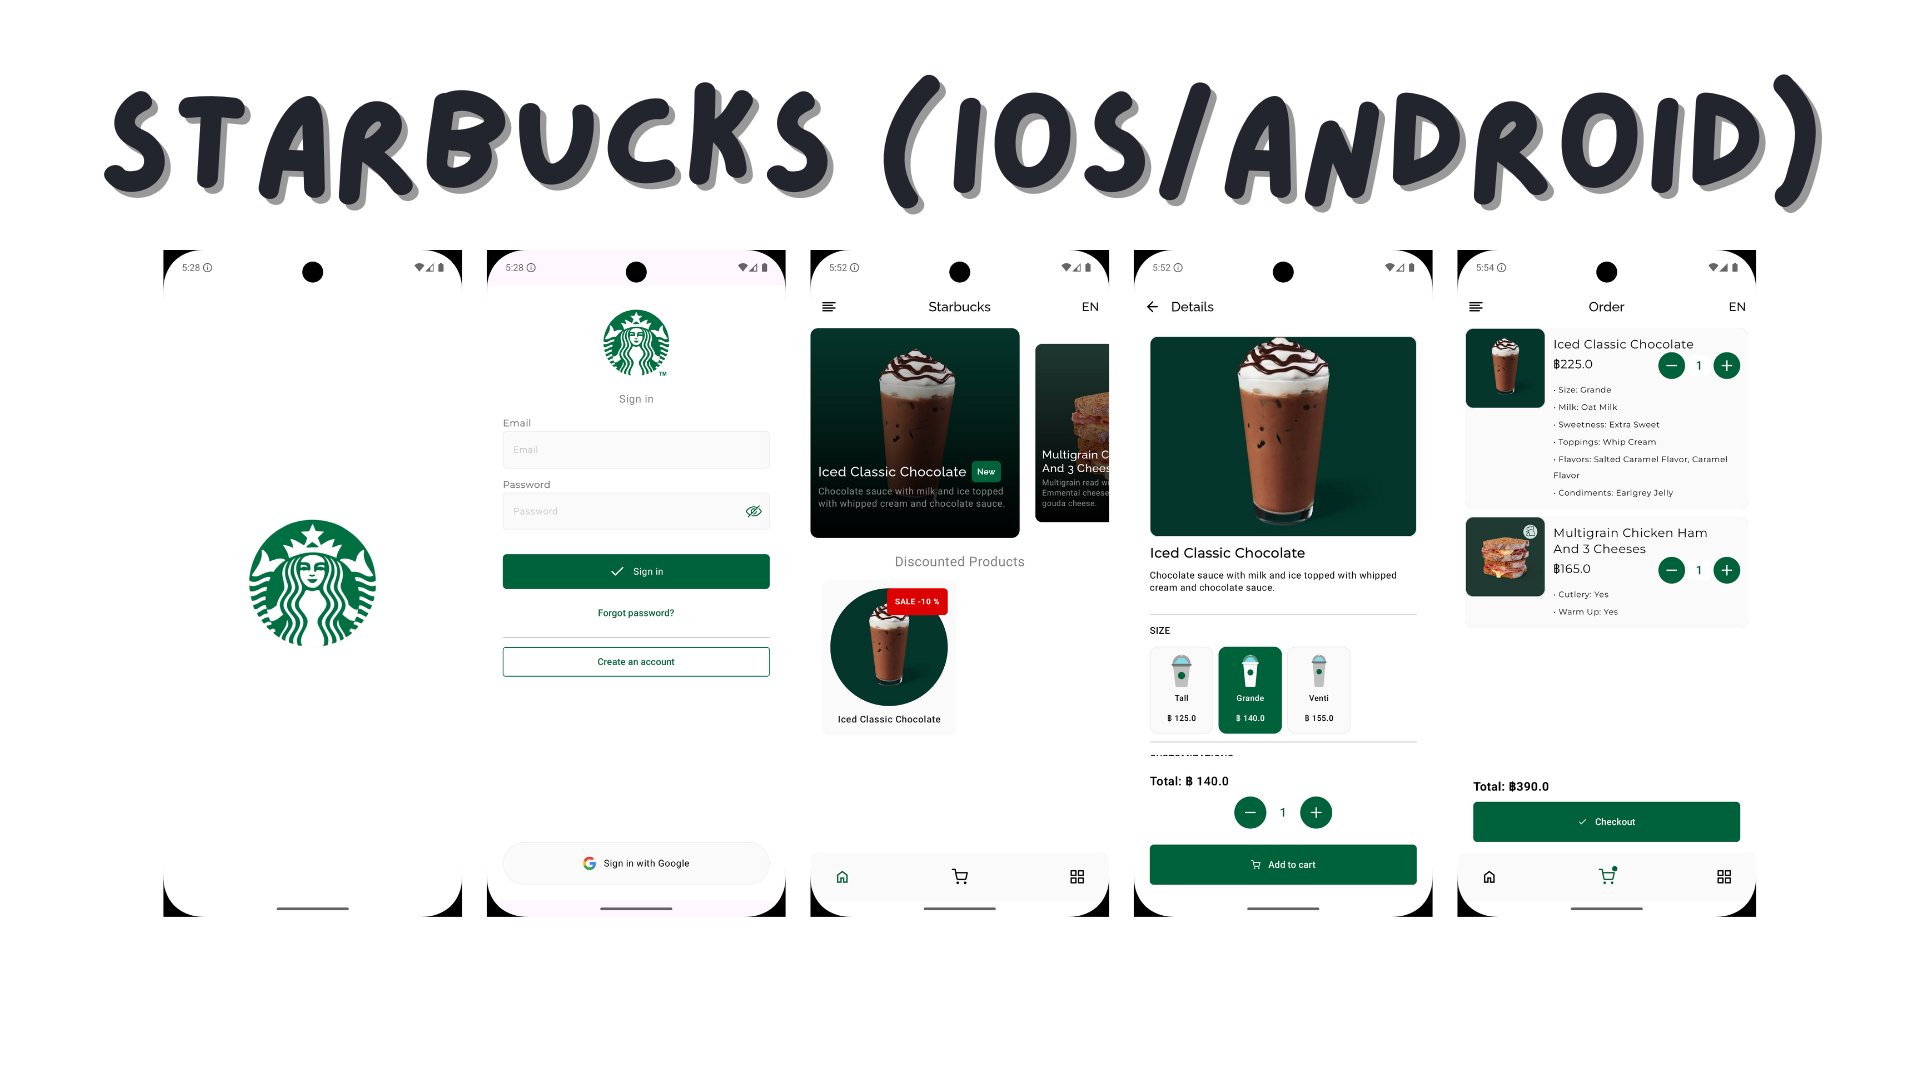 STARBUCKS (IOS/ANDROID)
5:28
5:28
TM
Sign in
Email
Email
Password
Password
Sign in
Forgot password?
Create an account
Sign in with Google
5:52
Starbucks EN
Iced Classic Chocolate New
Chocolate sauce with milk and ice topped
with whipped cream and chocolate sauce.
Multigrain C
And 3 Chees
Multigrain read wi
Emmental cheese
gouda cheese.
Discounted Products
SALE -10 %
Iced Classic Chocolate
5:52
Details
Iced Classic Chocolate
Chocolate sauce with milk and ice topped with whipped
cream and chocolate sauce.
SIZE
Tall Grande Venti
฿ 125.0 ฿ 140.0 ฿ 155.0
Total: ฿ 140.0
1
Add to cart
5:54
Order EN
Iced Classic Chocolate
฿225.0 1
· Size: Grande
· Milk: Oat Milk
· Sweetness: Extra Sweet
· Toppings: Whip Cream
· Flavors: Salted Caramel Flavor, Caramel
Flavor
· Condiments: Earlgrey Jelly
Multigrain Chicken Ham
And 3 Cheeses
฿165.0 1
· Cutlery: Yes
· Warm Up: Yes
Total: ฿390.0
Checkout